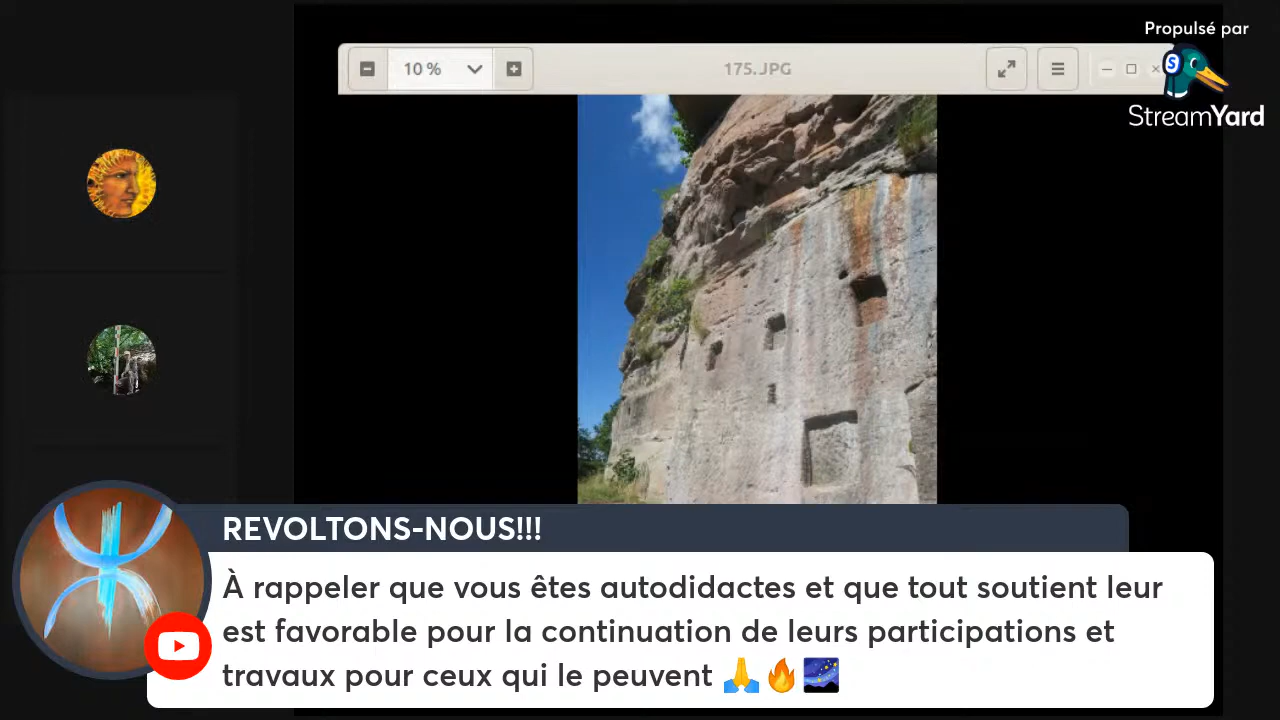 Propulsé par
StreamYard
10 %
175.JPG
REVOLTONS-NOUS!!!
À rappeler que vous êtes autodidactes et que tout soutient leur
est favorable pour la continuation de leurs participations et
travaux pour ceux qui le peuvent 🙏🔥🌌